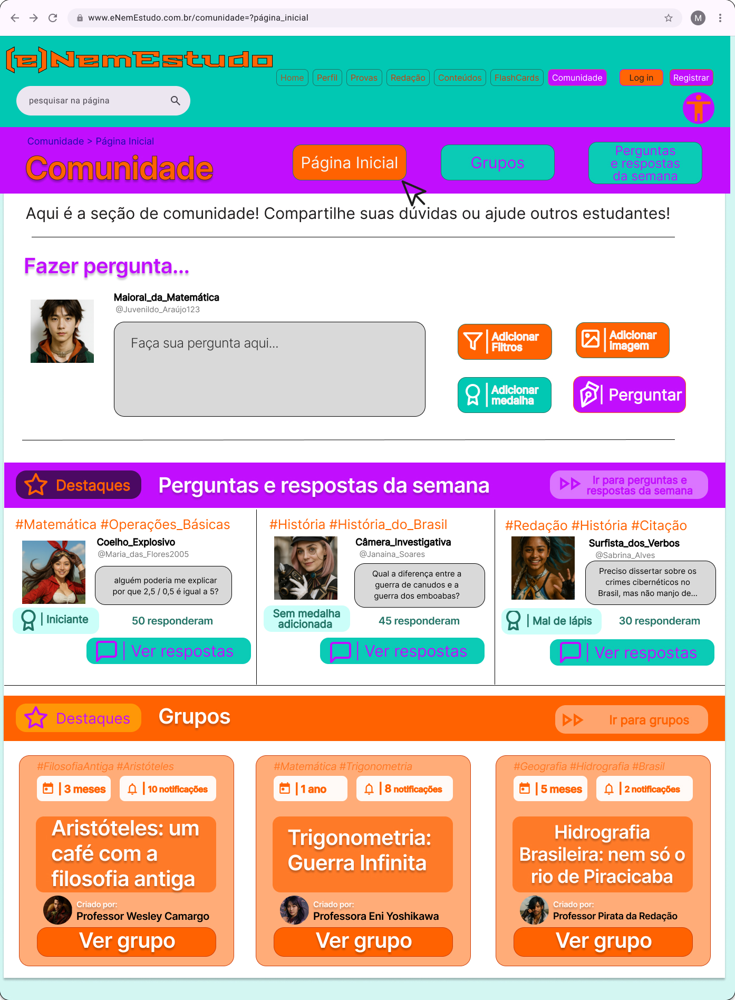 www.eNemEstudo.com.br/comunidade=?página_inicial
M
(e)NemEstudo
Home
Perfil
Provas
Redação
Conteúdos
FlashCards
Comunidade
Log in
Registrar
pesquisar na página
Comunidade > Página Inicial
Comunidade
Página Inicial
Grupos
Perguntas
e respostas
da semana
Aqui é a seção de comunidade! Compartilhe suas dúvidas ou ajude outros estudantes!
Fazer pergunta...
Maioral_da_Matemática
@Juvenildo_Araújo123
Faça sua pergunta aqui...
Adicionar
Filtros
Adicionar
imagem
Adicionar
medalha
Perguntar
Destaques
Perguntas e respostas da semana
Ir para perguntas e
respostas da semana
#Matemática #Operações_Básicas
Coelho_Explosivo
@Maria_das_Flores2005
alguém poderia me explicar
por que 2,5 / 0,5 é igual a 5?
Iniciante
50 responderam
Ver respostas
#História #História_do_Brasil
Câmera_Investigativa
@Janaina_Soares
Qual a diferença entre a
guerra de canudos e a
guerra dos emboabas?
Sem medalha
adicionada
45 responderam
Ver respostas
#Redação #História #Citação
Surfista_dos_Verbos
@Sabrina_Alves
Preciso dissertar sobre os
crimes cibernéticos no
Brasil, mas não manjo de...
Mal de lápis
30 responderam
Ver respostas
Destaques
Grupos
Ir para grupos
#FilosofiaAntiga #Aristóteles
3 meses
10 notificações
Aristóteles: um
café com a
filosofia antiga
Criado por:
Professor Wesley Camargo
Ver grupo
#Matemática #Trigonometria
1 ano
8 notificações
Trigonometria:
Guerra Infinita
Criado por:
Professora Eni Yoshikawa
Ver grupo
#Geografia #Hidrografia #Brasil
5 meses
2 notificações
Hidrografia
Brasileira: nem só o
rio de Piracicaba
Criado por:
Professor Pirata da Redação
Ver grupo